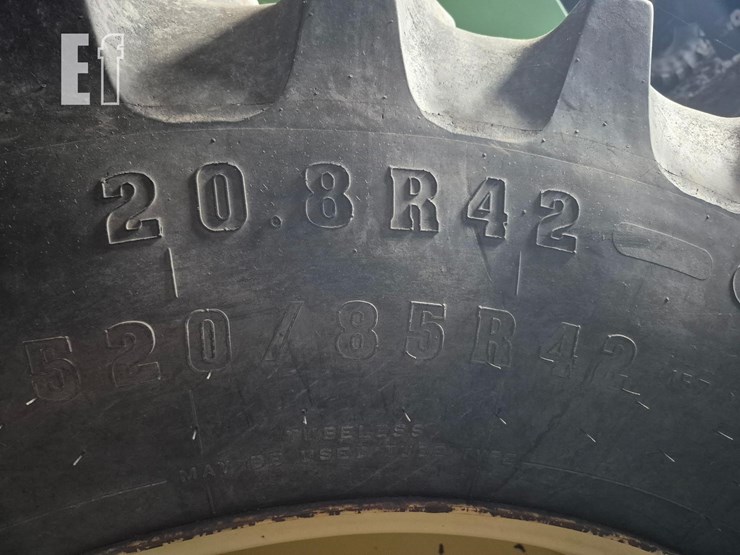 Ef
20.8R42
520/85R42
TUBELESS
MAY BE USED TUBE TYPE